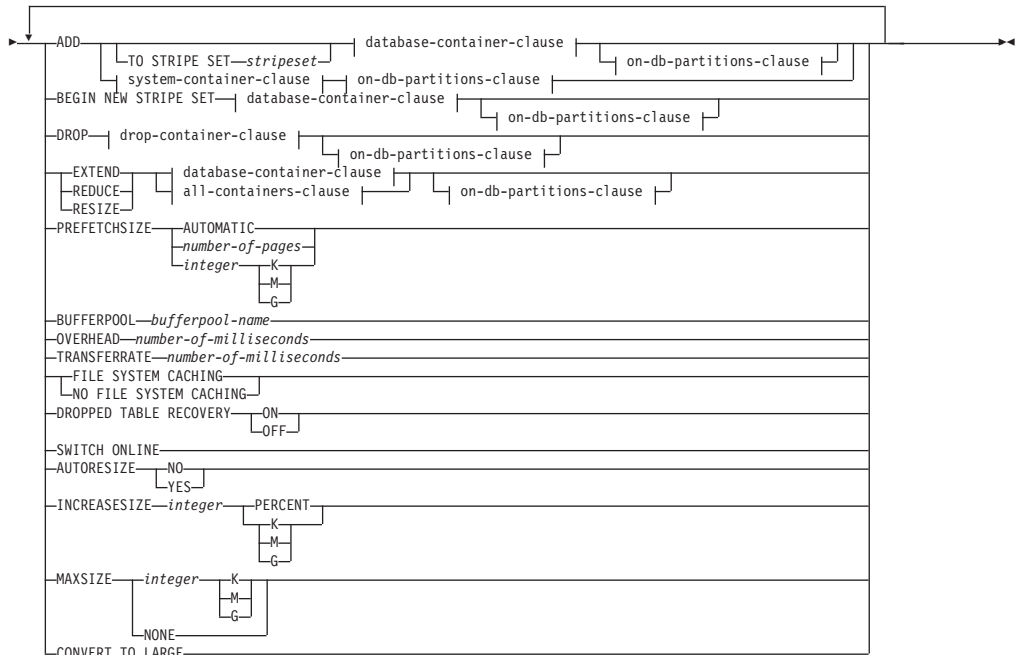 ADD database-container-clause
TO STRIPE SET stripeset on-db-partitions-clause
system-container-clause on-db-partitions-clause
BEGIN NEW STRIPE SET database-container-clause
on-db-partitions-clause
DROP drop-container-clause
on-db-partitions-clause
EXTEND database-container-clause
REDUCE all-containers-clause on-db-partitions-clause
RESIZE
PREFETCHSIZE AUTOMATIC
number-of-pages
integer K
M
G
BUFFERPOOL bufferpool-name
OVERHEAD number-of-milliseconds
TRANSFERRATE number-of-milliseconds
FILE SYSTEM CACHING
NO FILE SYSTEM CACHING
DROPPED TABLE RECOVERY ON
OFF
SWITCH ONLINE
AUTORESIZE NO
YES
INCREASESIZE integer PERCENT
K
M
G
MAXSIZE integer K
M
G
NONE
CONVERT TO LARGE